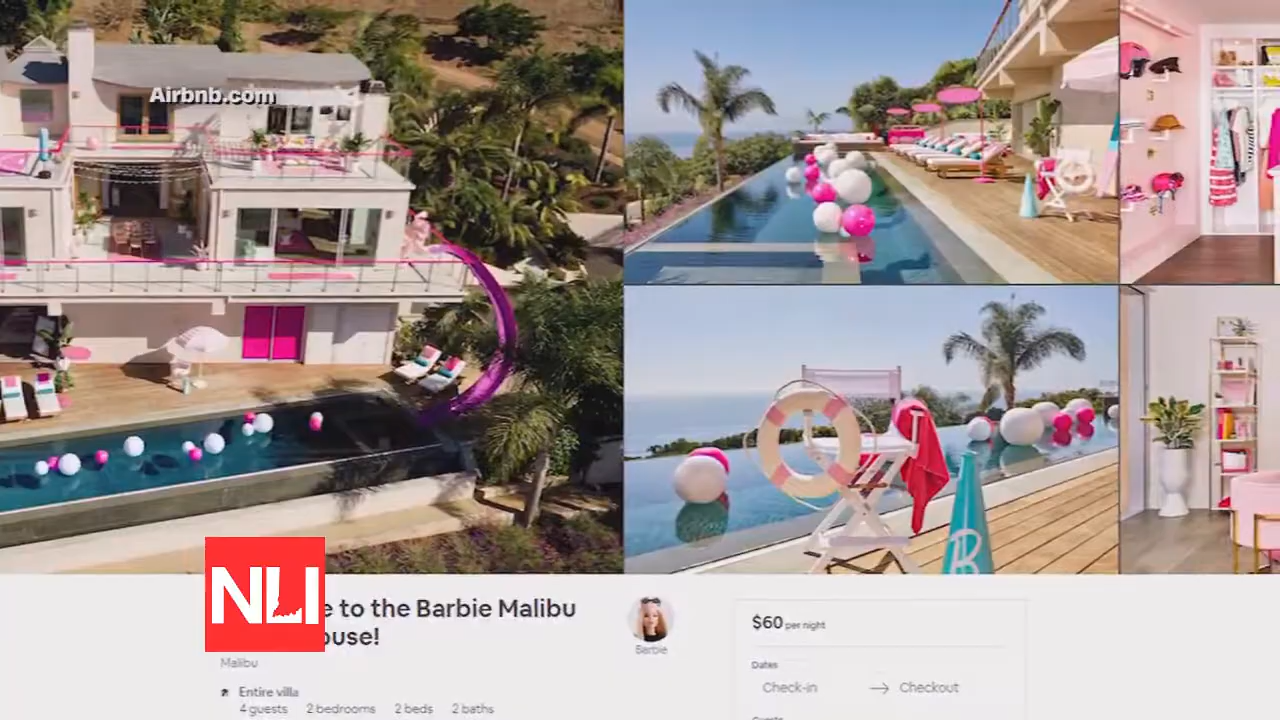 Airbnb.com
B
NLI
e to the Barbie Malibu
ouse!
Malibu
Entire villa
4 guests 2 bedrooms 2 beds 2 baths
Barbie
$60 per night
Dates
Check-in → Checkout
Guests